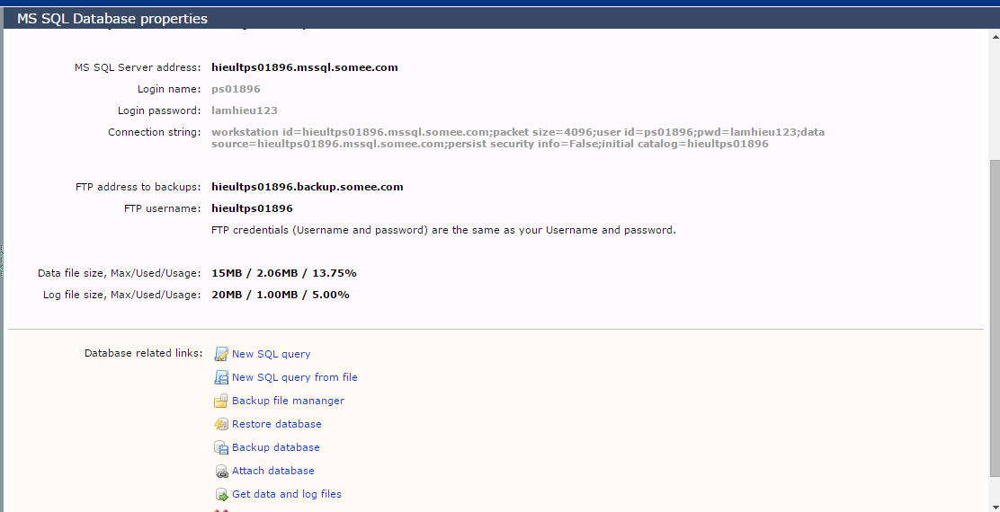 MS SQL Database properties
MS SQL Server address: hieultps01896.mssql.somee.com
Login name: ps01896
Login password: lamhieu123
Connection string: workstation id=hieultps01896.mssql.somee.com;packet size=4096;user id=ps01896;pwd=lamhieu123;data
source=hieultps01896.mssql.somee.com;persist security info=False;initial catalog=hieultps01896
FTP address to backups: hieultps01896.backup.somee.com
FTP username: hieultps01896
FTP credentials (Username and password) are the same as your Username and password.
Data file size, Max/Used/Usage: 15MB / 2.06MB / 13.75%
Log file size, Max/Used/Usage: 20MB / 1.00MB / 5.00%
Database related links: New SQL query
New SQL query from file
Backup file mananger
Restore database
Backup database
Attach database
Get data and log files